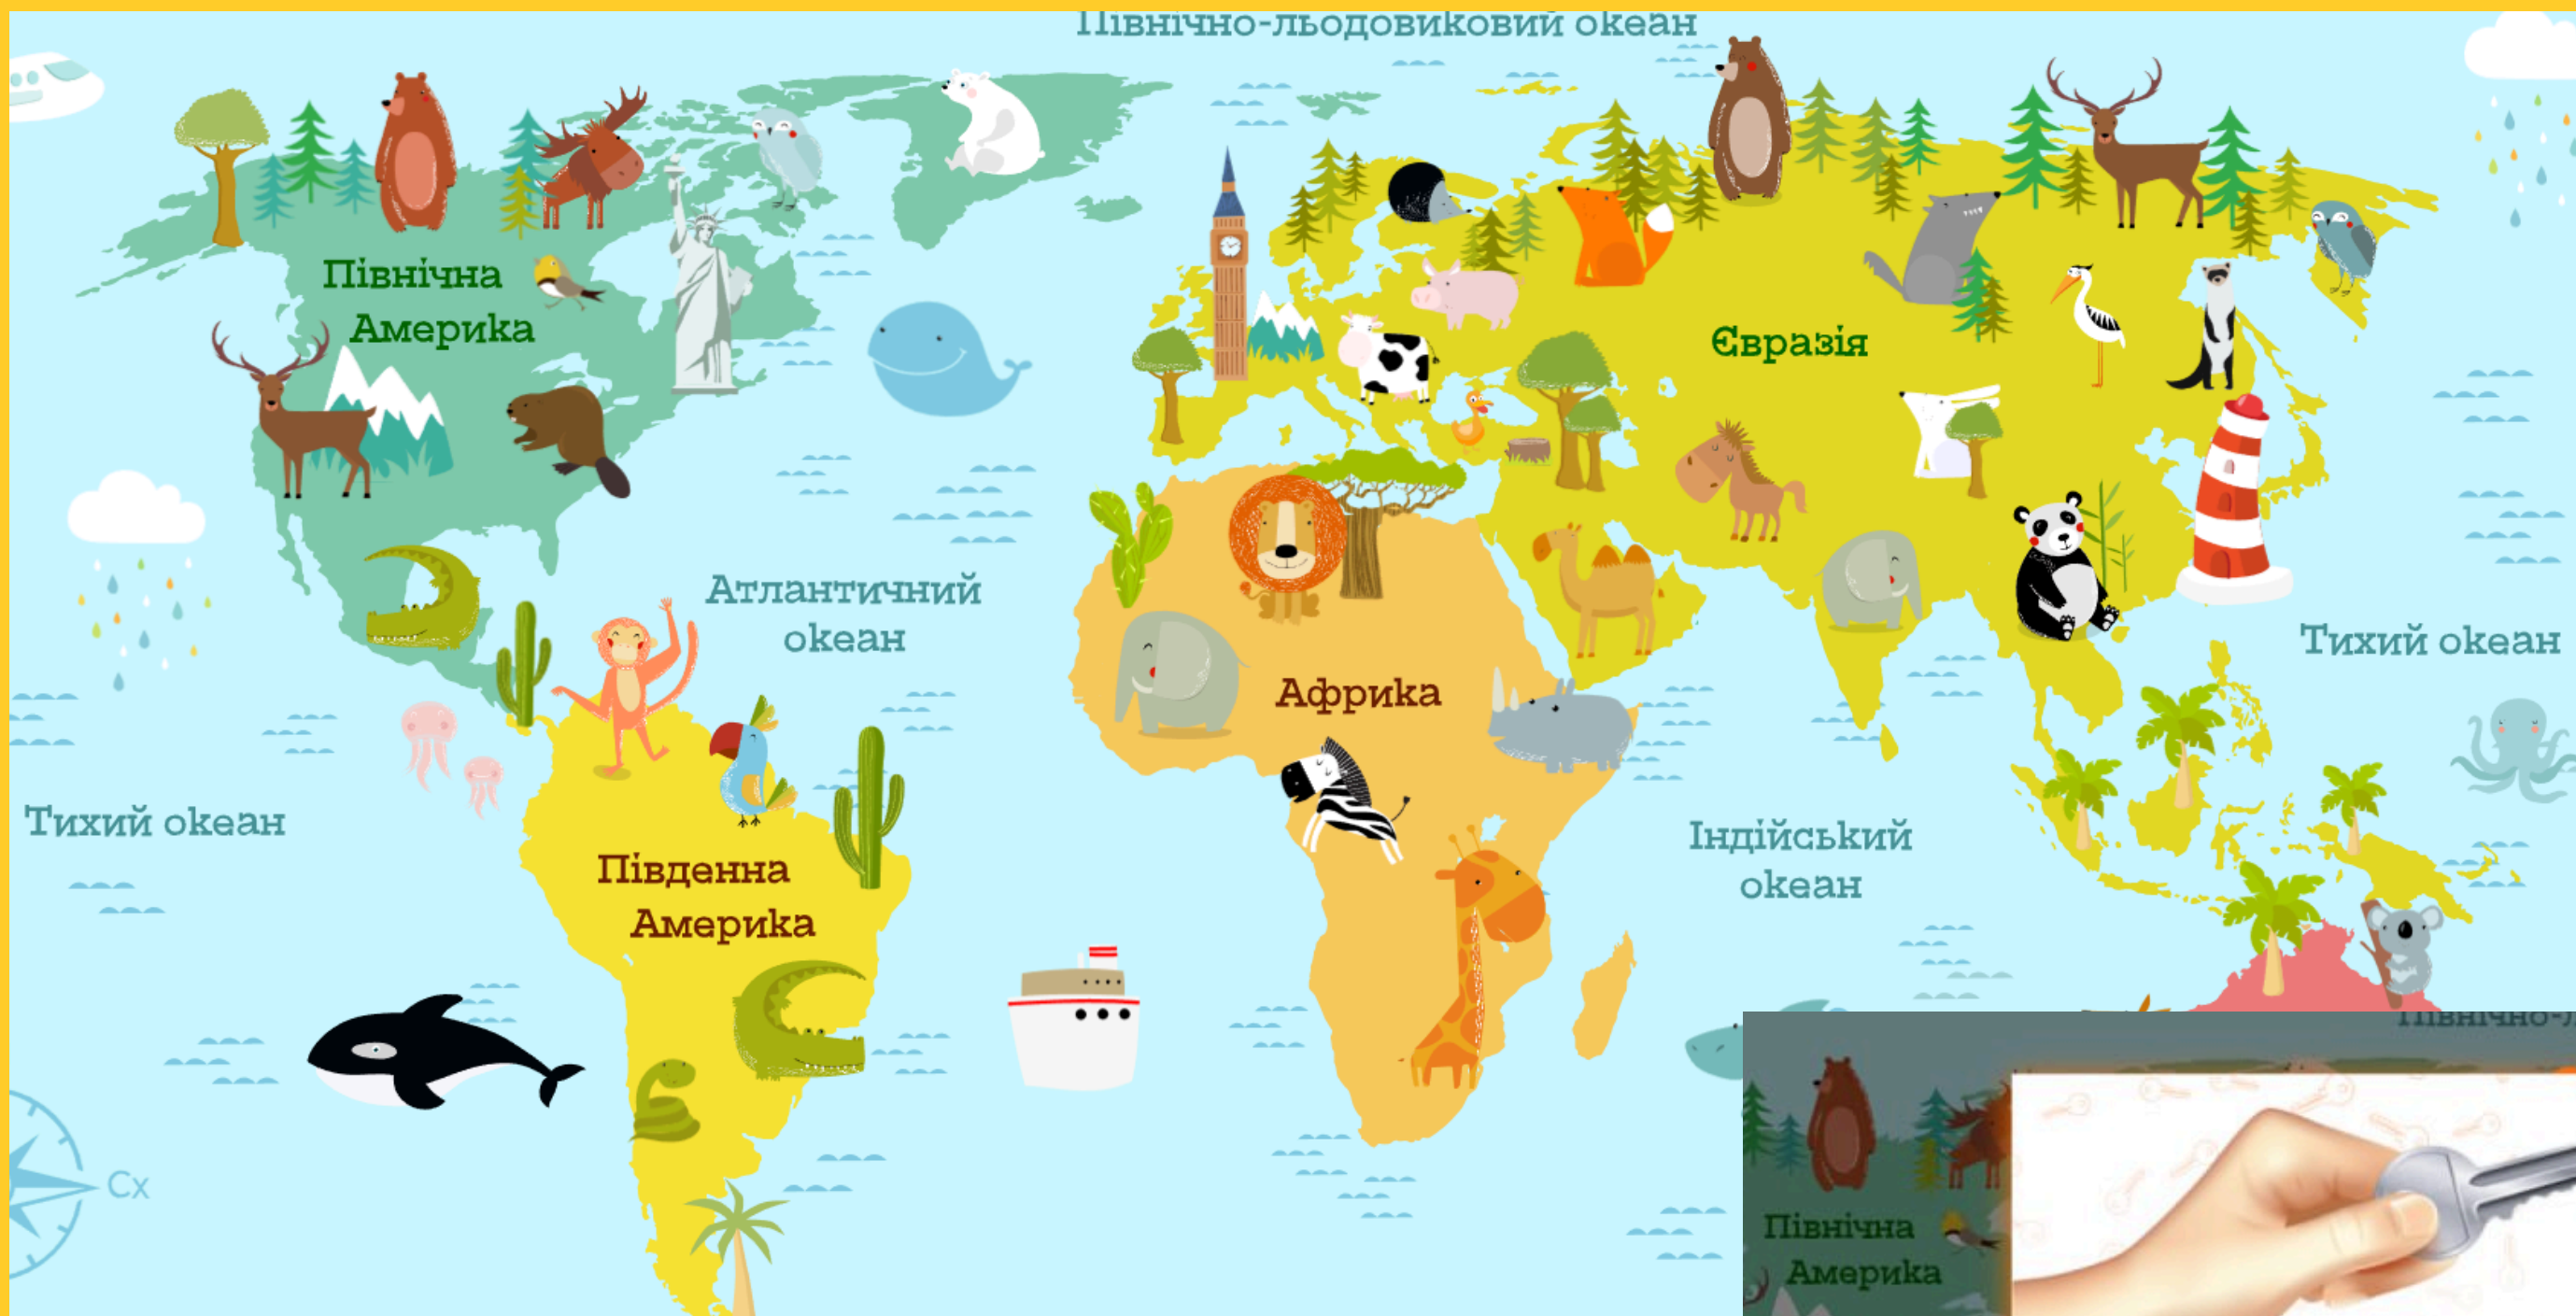 Північно-льодовиковий океан
Північна
Америка
Євразія
Атлантичний
океан
Тихий океан
Африка
Тихий океан
Індійський
океан
Південна
Америка
Сх
Північно-л
Північна
Америка